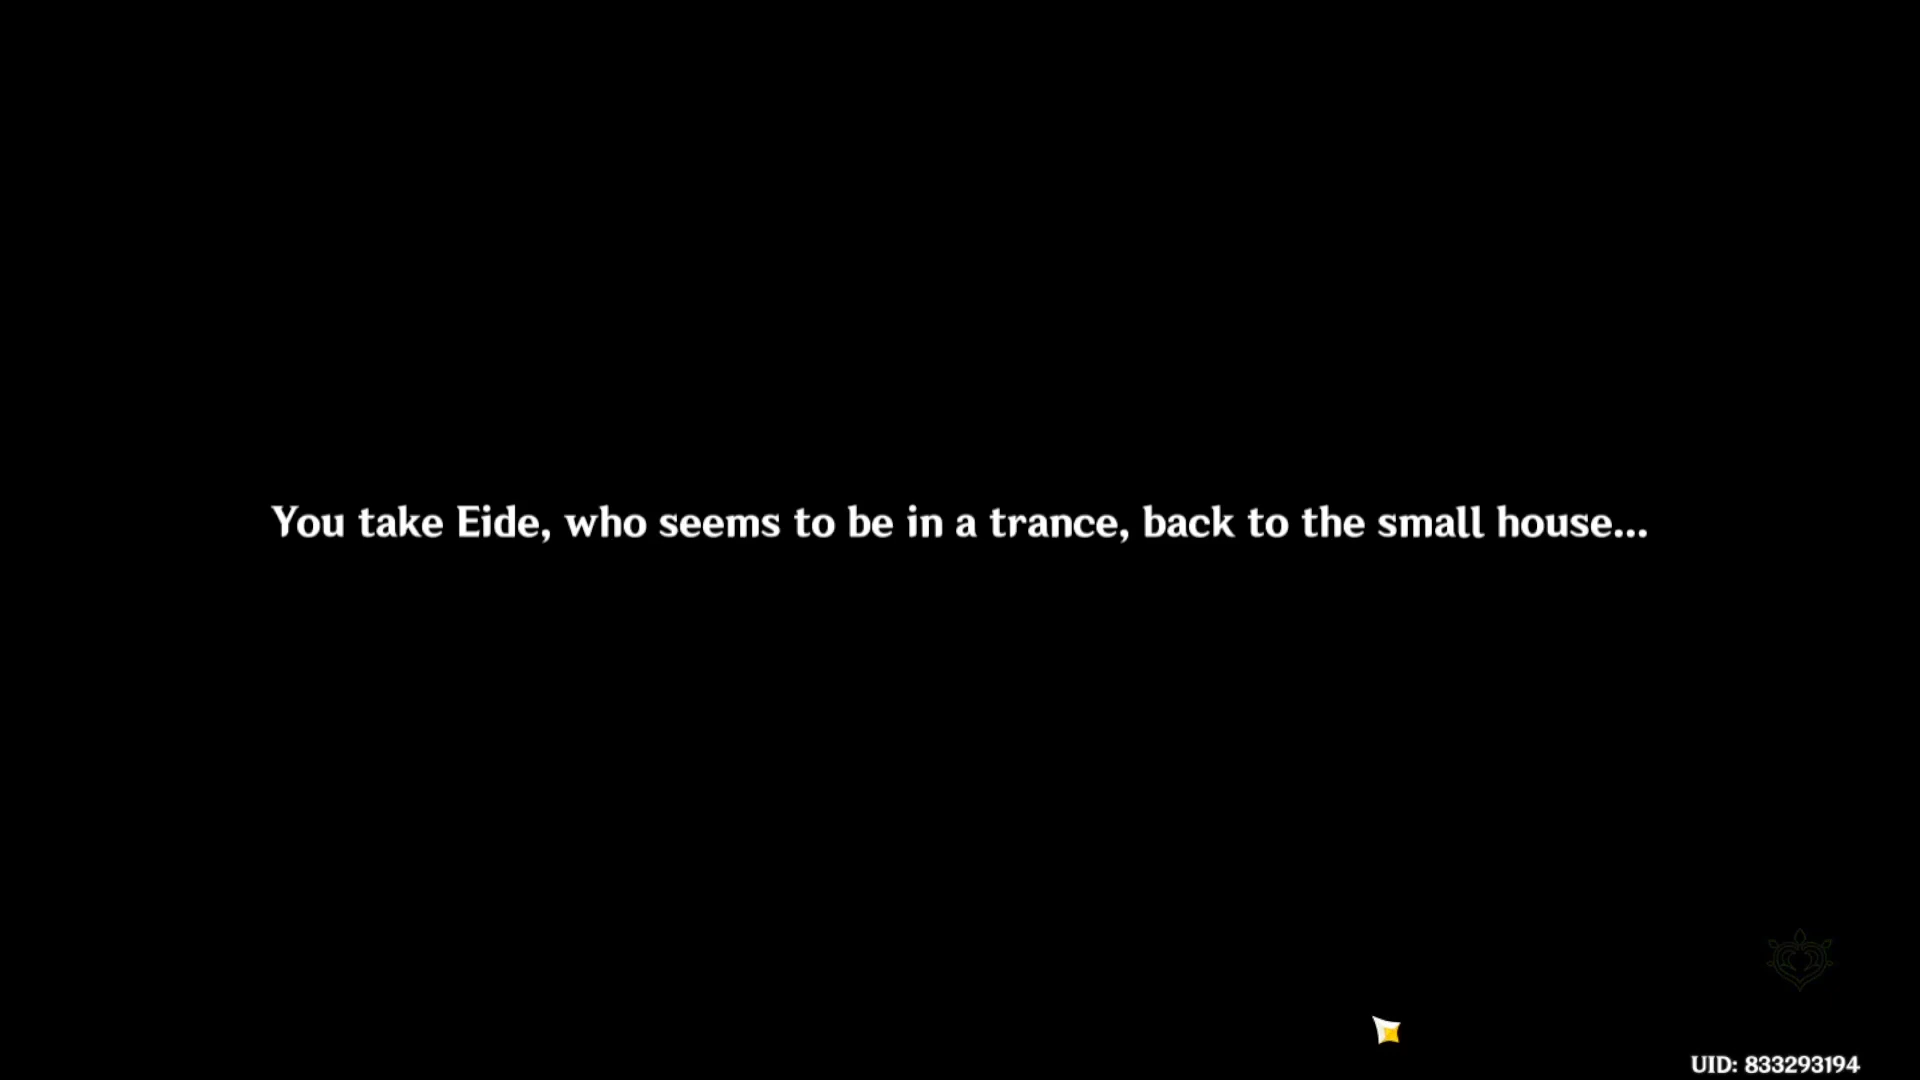 You take Eide, who seems to be in a trance, back to the small house...
UID: 833293194